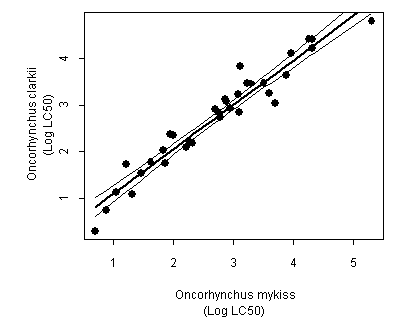 Oncorhynchus clarkii
(Log LC50)
4
3
2
1
1 2 3 4 5
Oncorhynchus mykiss
(Log LC50)